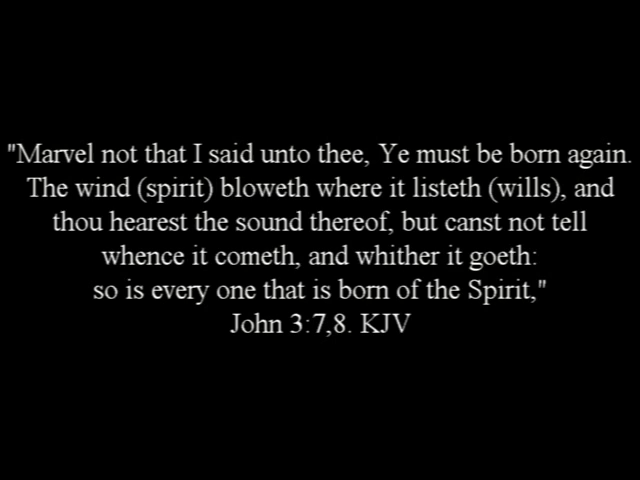 "Marvel not that I said unto thee, Ye must be born again.
The wind (spirit) bloweth where it listeth (wills), and
thou hearest the sound thereof, but canst not tell
whence it cometh, and whither it goeth:
so is every one that is born of the Spirit,"
John 3:7,8. KJV